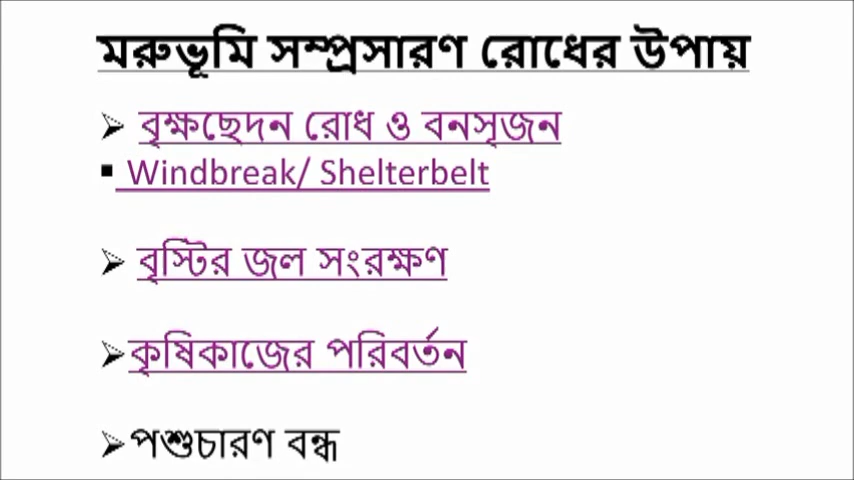 মরুভূমি সম্প্রসারণ রোধের উপায়
➢ বৃক্ষছেদন রোধ ও বনসৃজন
▪ Windbreak/ Shelterbelt
➢ বৃস্টির জল সংরক্ষণ
➢ কৃষিকাজের পরিবর্তন
➢ পশুচারণ বন্ধ